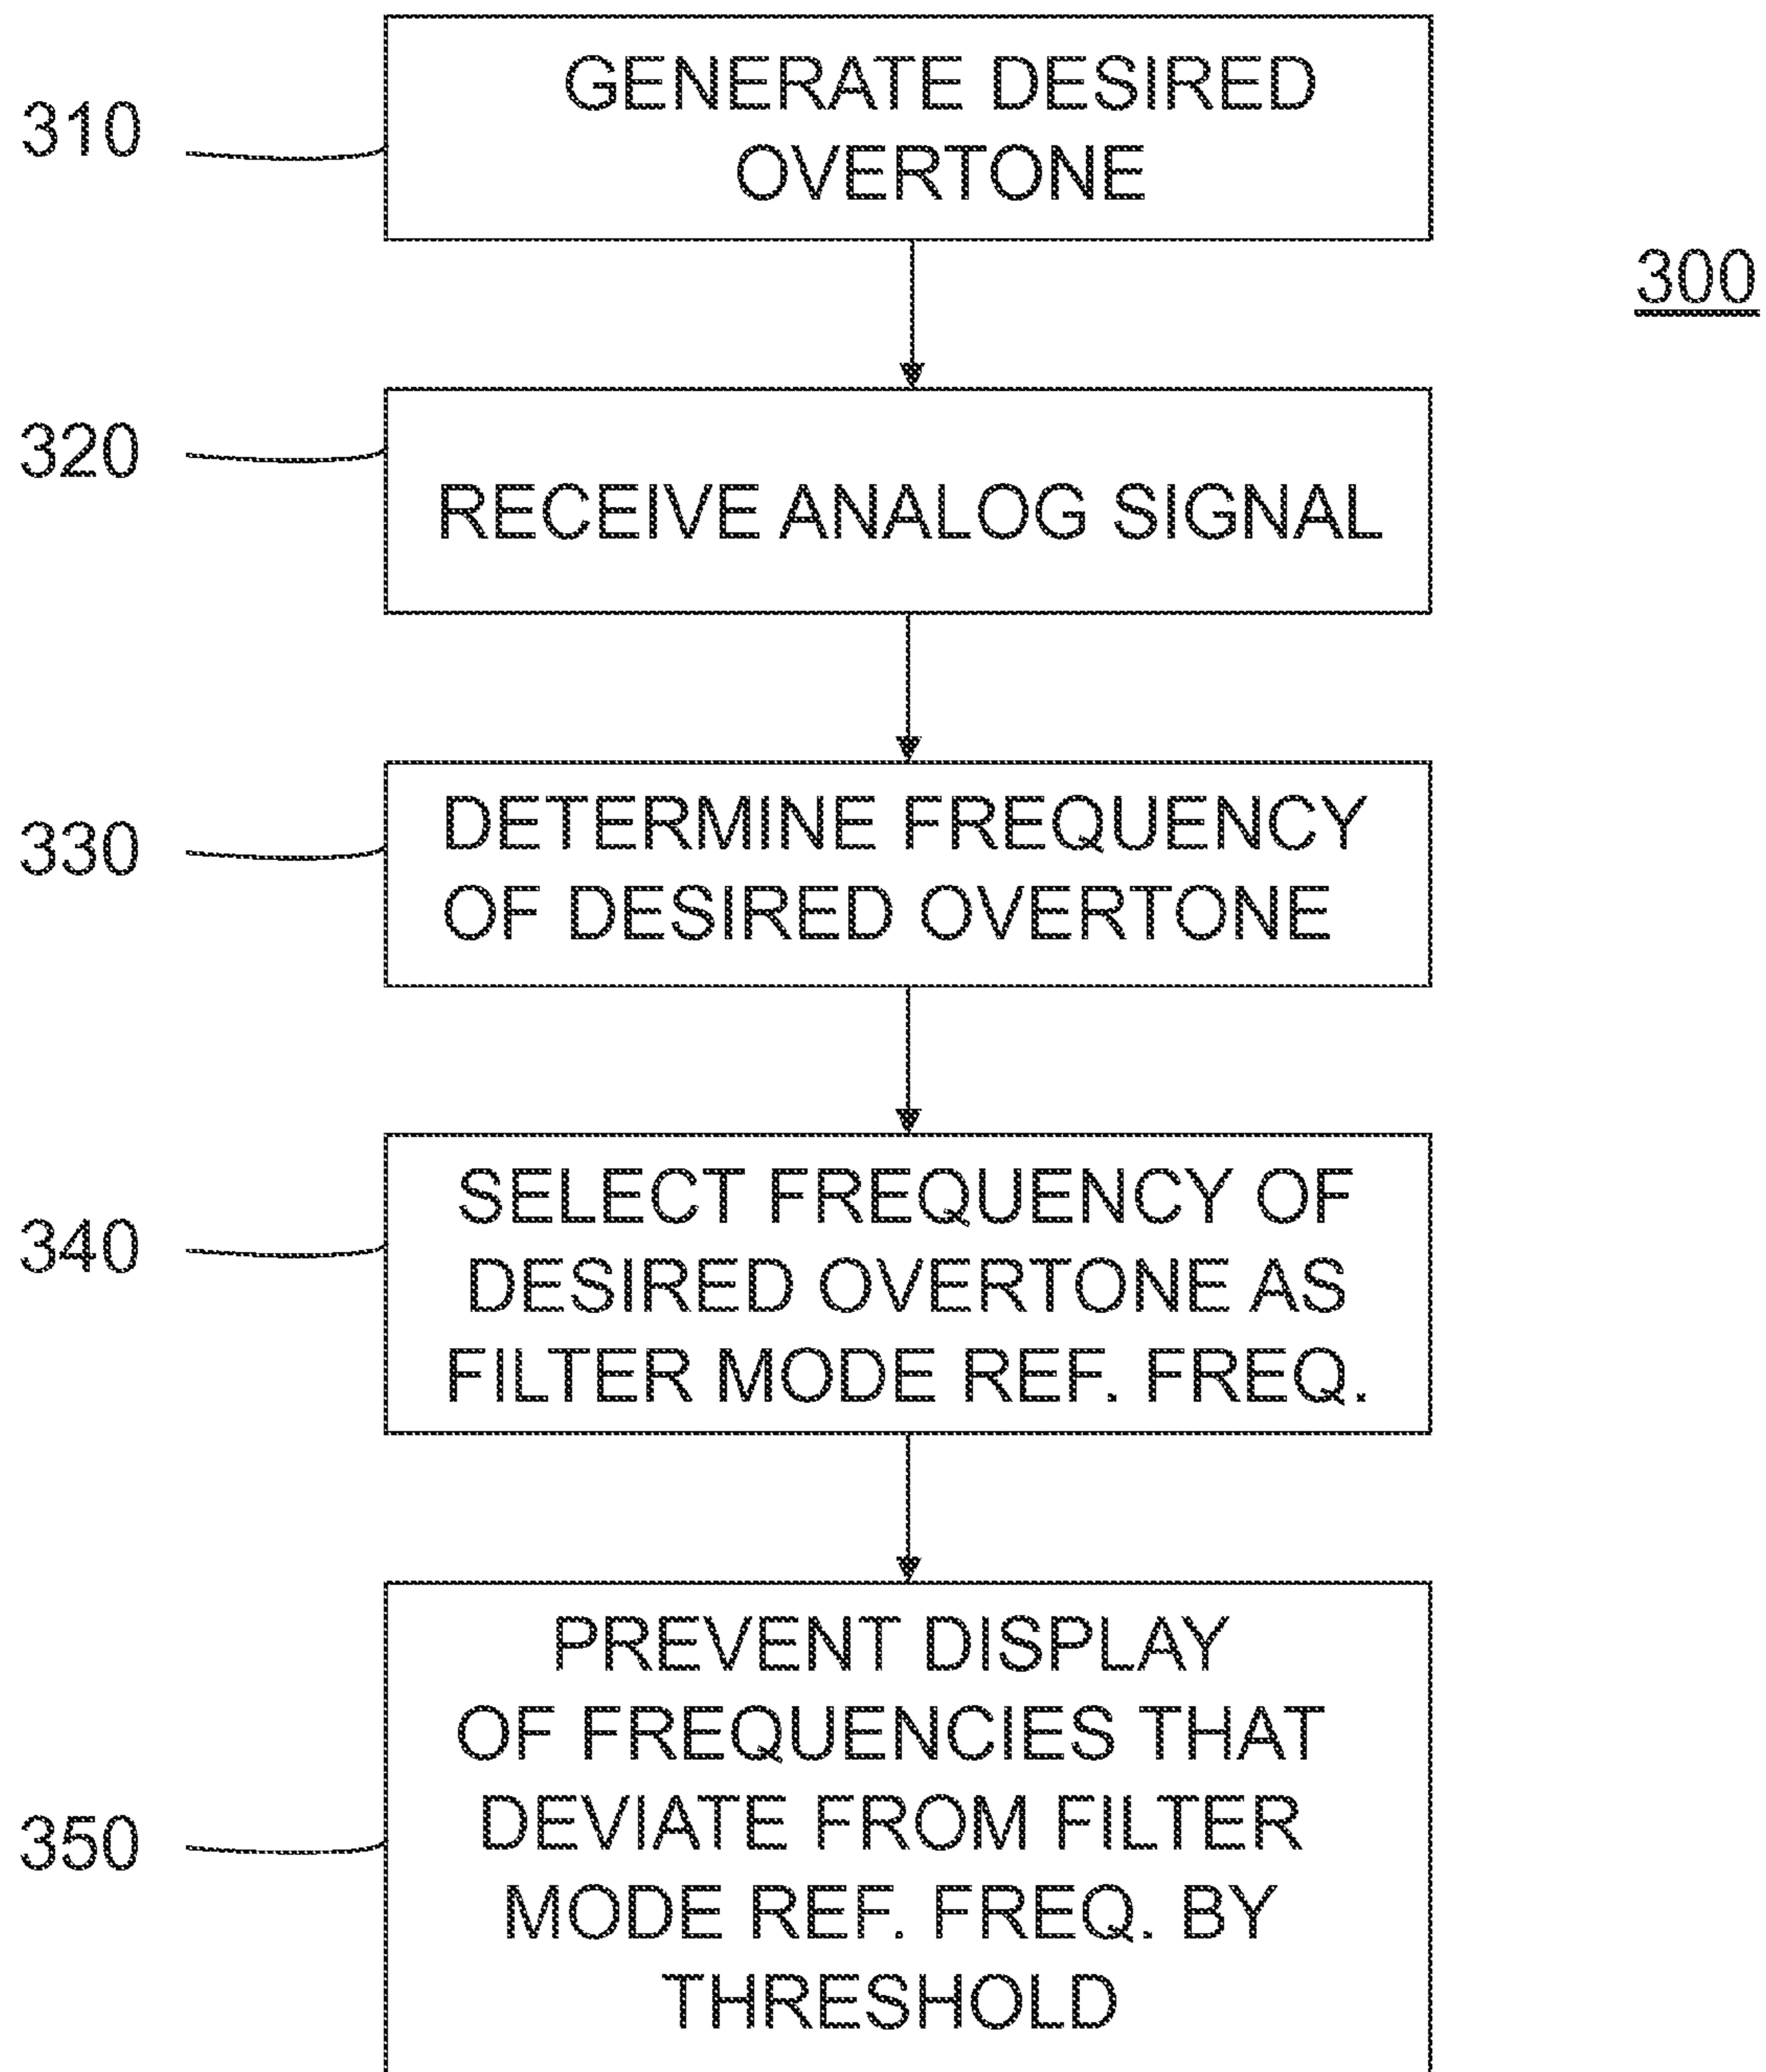 310
GENERATE DESIRED
OVERTONE
300
320
RECEIVE ANALOG SIGNAL
330
DETERMINE FREQUENCY
OF DESIRED OVERTONE
340
SELECT FREQUENCY OF
DESIRED OVERTONE AS
FILTER MODE REF. FREQ.
350
PREVENT DISPLAY
OF FREQUENCIES THAT
DEVIATE FROM FILTER
MODE REF. FREQ. BY
THRESHOLD